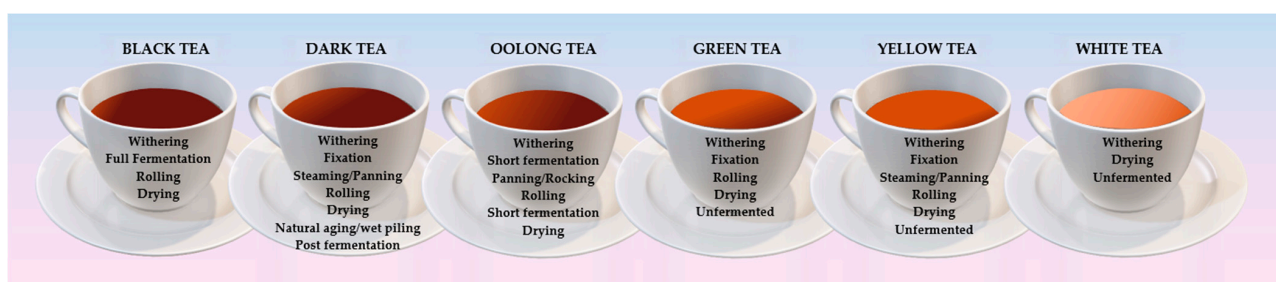 BLACK TEA
Withering
Full Fermentation
Rolling
Drying
DARK TEA
Withering
Fixation
Steaming/Panning
Rolling
Drying
Natural aging/wet piling
Post fermentation
OOLONG TEA
Withering
Short fermentation
Panning/Rocking
Rolling
Short fermentation
Drying
GREEN TEA
Withering
Fixation
Rolling
Drying
Unfermented
YELLOW TEA
Withering
Fixation
Steaming/Panning
Rolling
Drying
Unfermented
WHITE TEA
Withering
Drying
Unfermented